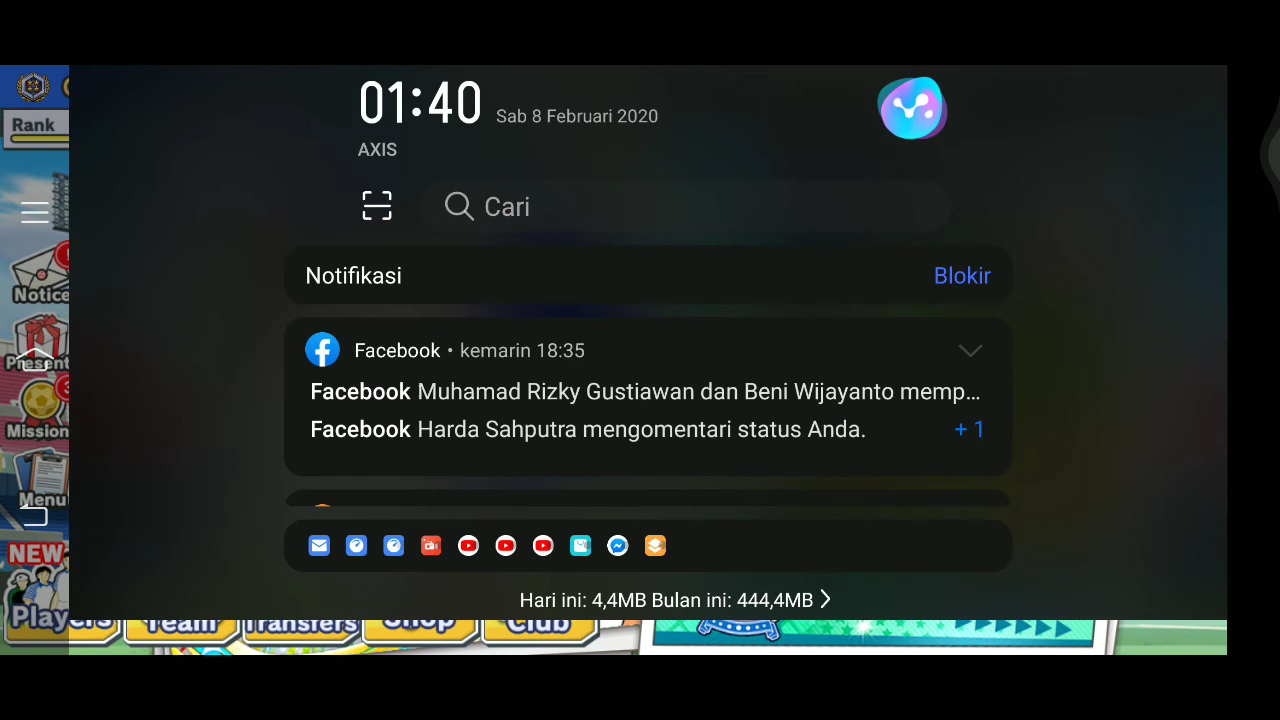 01:40 Sab 8 Februari 2020
AXIS
Rank
Cari
Notifikasi Blokir
Notice
Facebook • kemarin 18:35
Present
Facebook Muhamad Rizky Gustiawan dan Beni Wijayanto memp...
Facebook Harda Sahputra mengomentari status Anda. + 1
Mission
Menu
NEW
Hari ini: 4,4MB Bulan ini: 444,4MB
Players Team Transfers Shop Club